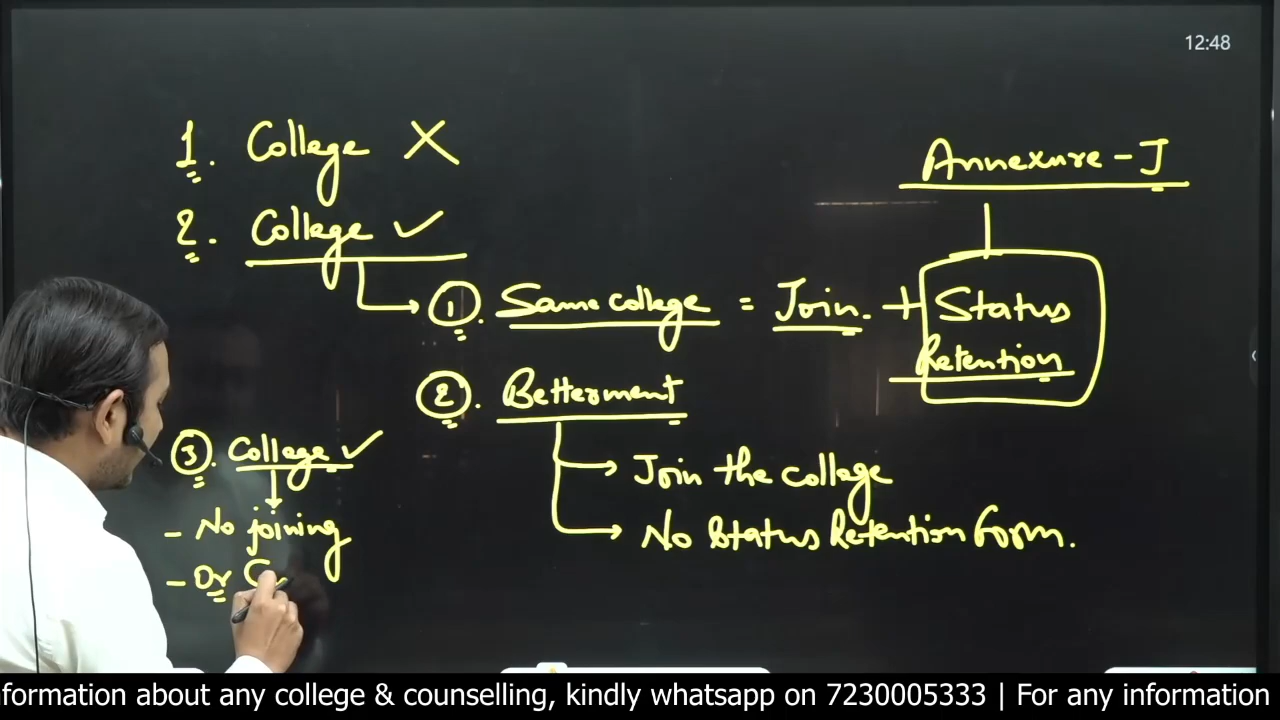 12:48
1. College X
2. College ✓
Annexure - J
① Same college = Join. + Status Retention
②. Betterment
Join the college
No Status Retention Form.
③. College ✓
- No joining
- Or C
formation about any college & counselling, kindly whatsapp on 7230005333 | For any information